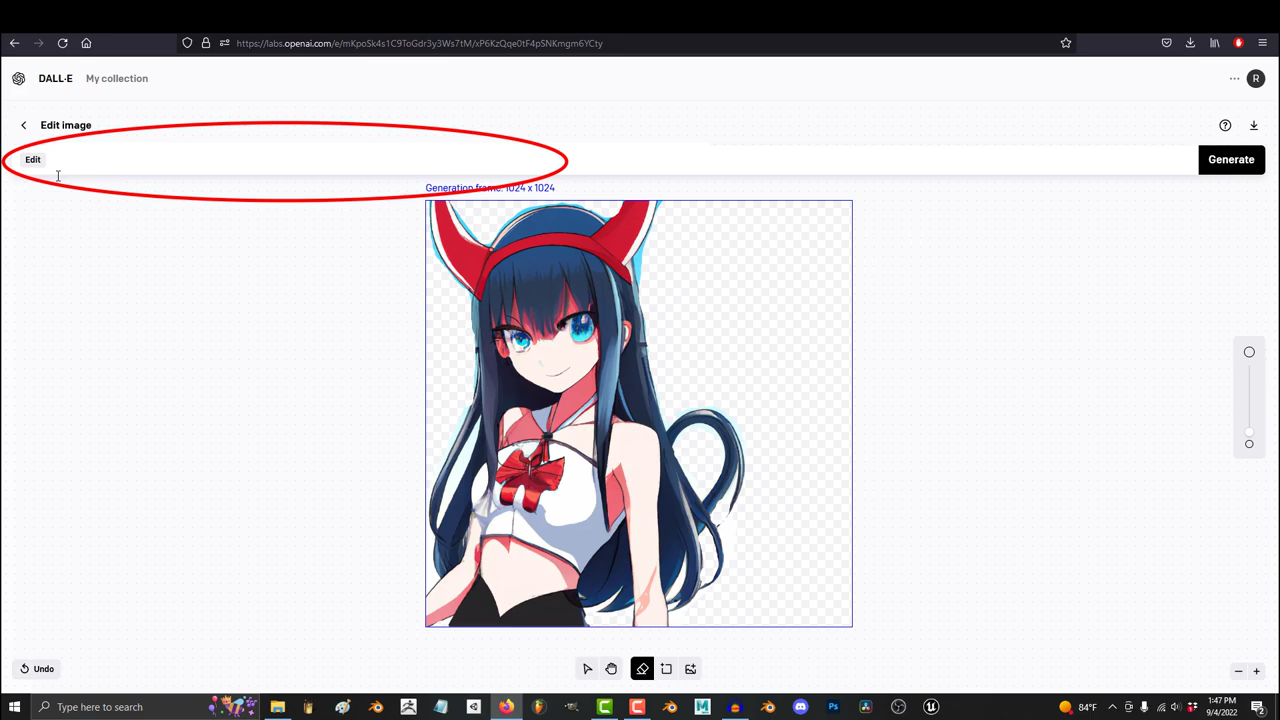 https://labs.openai.com/e/mKpoSk4s1C9ToGdr3y3Ws7tM/xP6KzQqe0tF4pSNKmgm6YCty
DALL·E
My collection
R
Edit image
Edit
Generate
Generation frame: 1024 x 1024
Undo
Type here to search
84°F
1:47 PM
9/4/2022